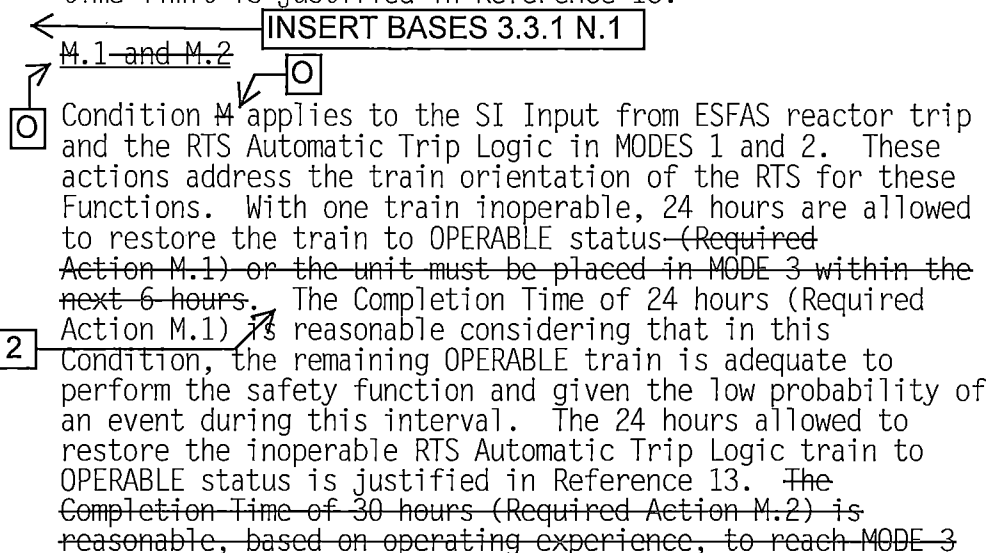 INSERT BASES 3.3.1 N.1
M.1 and M.2
O
O
Condition M applies to the SI Input from ESFAS reactor trip
and the RTS Automatic Trip Logic in MODES 1 and 2. These
actions address the train orientation of the RTS for these
Functions. With one train inoperable, 24 hours are allowed
to restore the train to OPERABLE status (Required
Action M.1) or the unit must be placed in MODE 3 within the
next 6 hours. The Completion Time of 24 hours (Required
Action M.1) is reasonable considering that in this
2
Condition, the remaining OPERABLE train is adequate to
perform the safety function and given the low probability of
an event during this interval. The 24 hours allowed to
restore the inoperable RTS Automatic Trip Logic train to
OPERABLE status is justified in Reference 13. The
Completion Time of 30 hours (Required Action M.2) is
reasonable, based on operating experience, to reach MODE 3